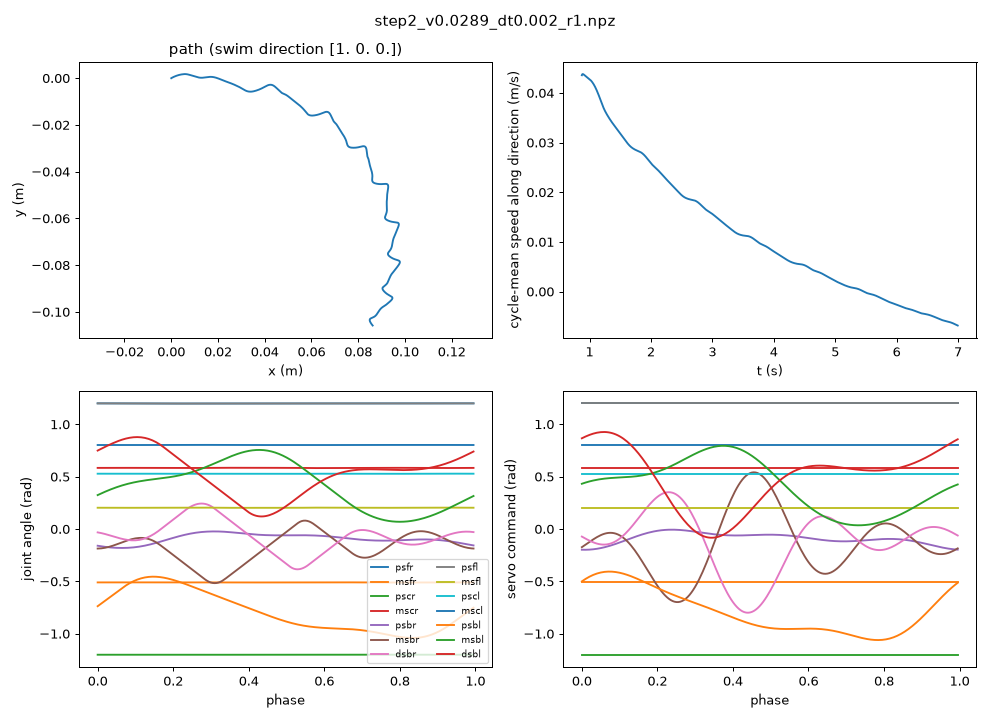 step2_v0.0289_dt0.002_r1.npz
path (swim direction [1. 0. 0.])
y (m)
0.00
−0.02
−0.04
−0.06
−0.08
−0.10
−0.02 0.00 0.02 0.04 0.06 0.08 0.10 0.12
x (m)
cycle-mean speed along direction (m/s)
0.04
0.03
0.02
0.01
0.00
1 2 3 4 5 6 7
t (s)
joint angle (rad)
1.0
0.5
0.0
−0.5
−1.0
psfr psfl
msfr msfl
pscr pscl
mscr mscl
psbr psbl
msbr msbl
dsbr dsbl
0.0 0.2 0.4 0.6 0.8 1.0
phase
servo command (rad)
1.0
0.5
0.0
−0.5
−1.0
0.0 0.2 0.4 0.6 0.8 1.0
phase